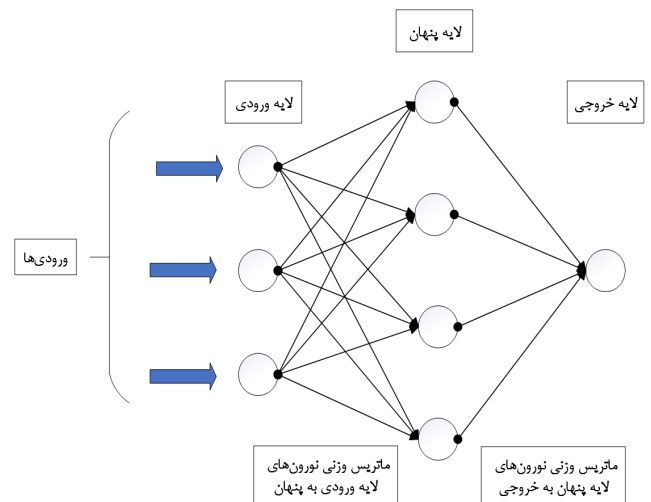 لایه پنهان
لایه ورودی
لایه خروجی
ورودی‌ها
ماتریس وزنی نورون‌های
لایه ورودی به پنهان
ماتریس وزنی نورون‌های
لایه پنهان به خروجی